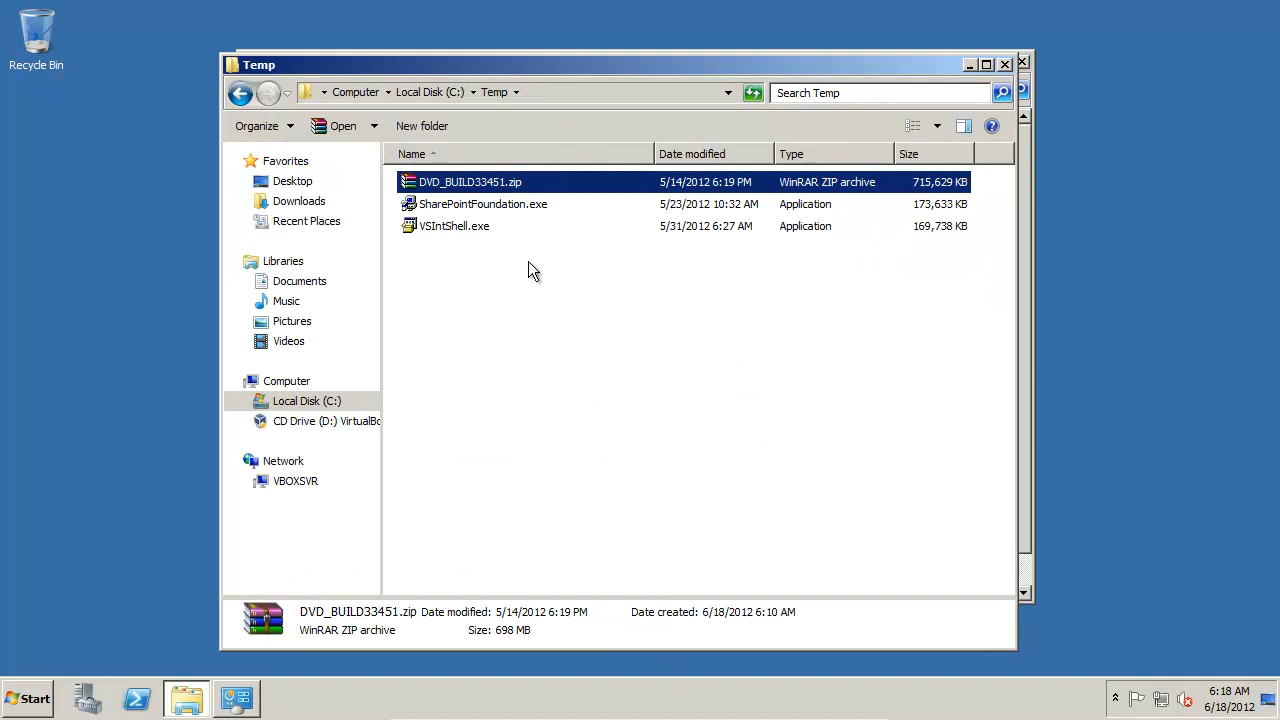 Recycle Bin
Temp
Computer Local Disk (C:) Temp
Search Temp
Organize Open New folder
Name Date modified Type Size
DVD_BUILD33451.zip 5/14/2012 6:19 PM WinRAR ZIP archive 715,629 KB
SharePointFoundation.exe 5/23/2012 10:32 AM Application 173,633 KB
VSIntShell.exe 5/31/2012 6:27 AM Application 169,738 KB
Favorites
Desktop
Downloads
Recent Places
Libraries
Documents
Music
Pictures
Videos
Computer
Local Disk (C:)
CD Drive (D:) VirtualBo
Network
VBOXSVR
DVD_BUILD33451.zip Date modified: 5/14/2012 6:19 PM Date created: 6/18/2012 6:10 AM
WinRAR ZIP archive Size: 698 MB
Start
6:18 AM
6/18/2012